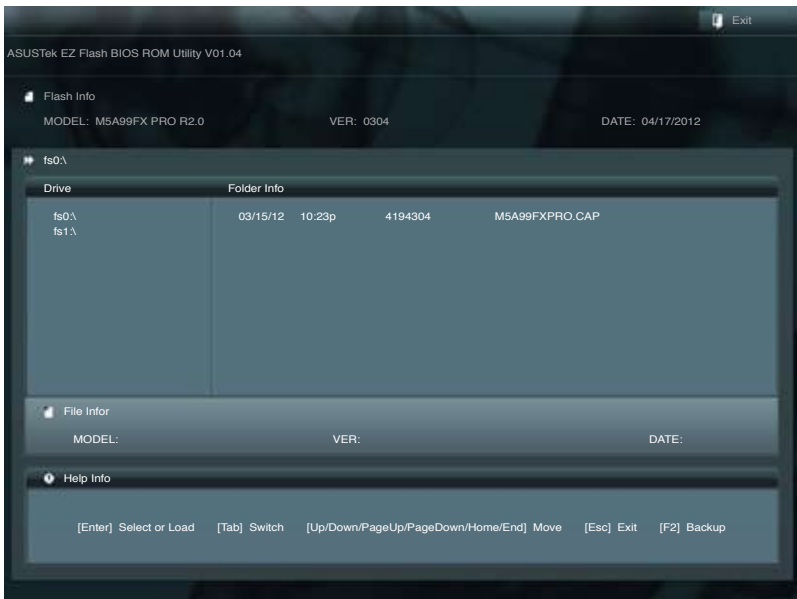 Exit
ASUSTek EZ Flash BIOS ROM Utility V01.04
Flash Info
MODEL: M5A99FX PRO R2.0 VER: 0304 DATE: 04/17/2012
fs0:\
Drive Folder Info
fs0:\ 03/15/12 10:23p 4194304 M5A99FXPRO.CAP
fs1:\
File Infor
MODEL: VER: DATE:
Help Info
[Enter] Select or Load [Tab] Switch [Up/Down/PageUp/PageDown/Home/End] Move [Esc] Exit [F2] Backup